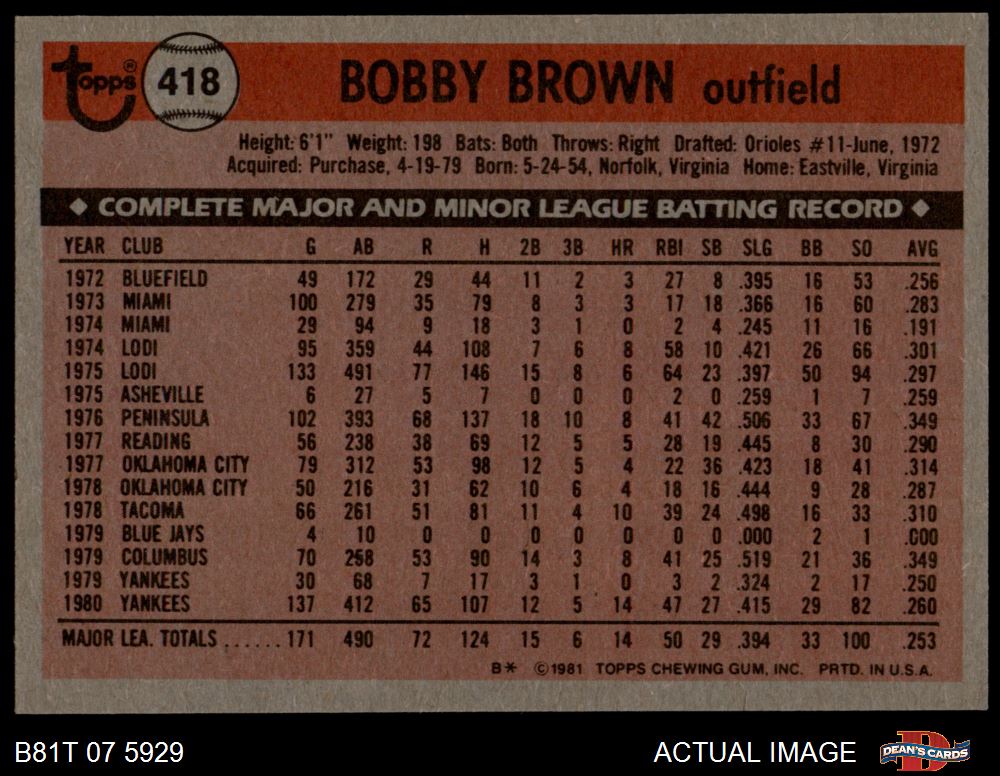 Topps® 418 BOBBY BROWN outfield
Height: 6'1" Weight: 198 Bats: Both Throws: Right Drafted: Orioles #11-June, 1972
Acquired: Purchase, 4-19-79 Born: 5-24-54, Norfolk, Virginia Home: Eastville, Virginia
◆ COMPLETE MAJOR AND MINOR LEAGUE BATTING RECORD ◆
YEAR CLUB G AB R H 2B 3B HR RBI SB SLG BB SO AVG
1972 BLUEFIELD 49 172 29 44 11 2 3 27 8 .395 16 53 .256
1973 MIAMI 100 279 35 79 8 3 3 17 18 .366 16 60 .283
1974 MIAMI 29 94 9 18 3 1 0 2 4 .245 11 16 .191
1974 LODI 95 359 44 108 7 6 8 58 10 .421 26 66 .301
1975 LODI 133 491 77 146 15 8 6 64 23 .397 50 94 .297
1975 ASHEVILLE 6 27 5 7 0 0 0 2 0 .259 1 7 .259
1976 PENINSULA 102 393 68 137 18 10 8 41 42 .506 33 67 .349
1977 READING 56 238 38 69 12 5 5 28 19 .445 8 30 .290
1977 OKLAHOMA CITY 79 312 53 98 12 5 4 22 36 .423 18 41 .314
1978 OKLAHOMA CITY 50 216 31 62 10 6 4 18 16 .444 9 28 .287
1978 TACOMA 66 261 51 81 11 4 10 39 24 .498 16 33 .310
1979 BLUE JAYS 4 10 0 0 0 0 0 0 0 .000 2 1 .000
1979 COLUMBUS 70 258 53 90 14 3 8 41 25 .519 21 36 .349
1979 YANKEES 30 68 7 17 3 1 0 3 2 .324 2 17 .250
1980 YANKEES 137 412 65 107 12 5 14 47 27 .415 29 82 .260
MAJOR LEA. TOTALS ...... 171 490 72 124 15 6 14 50 29 .394 33 100 .253
B* ©1981 TOPPS CHEWING GUM, INC. PRTD. IN U.S.A.
B81T 07 5929 ACTUAL IMAGE DEAN'S CARDS